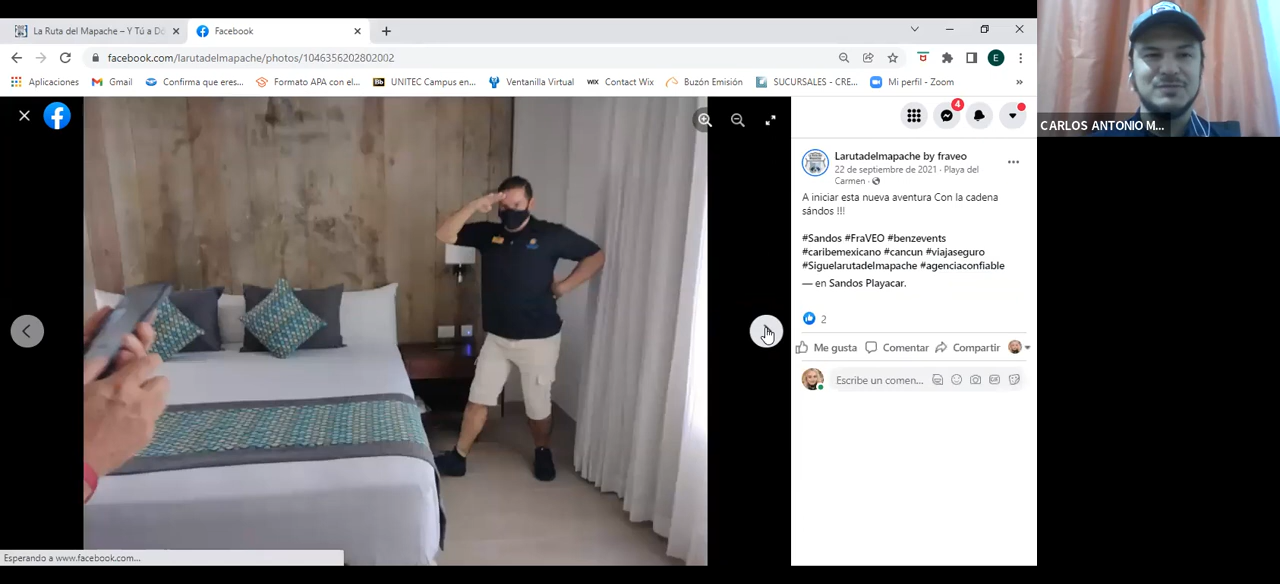 La Ruta del Mapache – Y Tú a Dó
Facebook
facebook.com/larutadelmapache/photos/1046356202802002
E
Aplicaciones
Gmail
Confirma que eres...
Formato APA con el...
UNITEC Campus en...
Ventanilla Virtual
WIX Contact Wix
Buzón Emisión
SUCURSALES - CRE...
Mi perfil - Zoom
»
4
CARLOS ANTONIO M...
Larutadelmapache by fraveo
22 de septiembre de 2021 · Playa del
Carmen ·
A iniciar esta nueva aventura Con la cadena
sándos !!!
#Sandos #FraVEO #benzevents
#caribemexicano #cancun #viajaseguro
#Siguelarutadelmapache #agenciaconfiable
— en Sandos Playacar.
2
Me gusta
Comentar
Compartir
Escribe un comen...
GIF
Esperando a www.facebook.com...